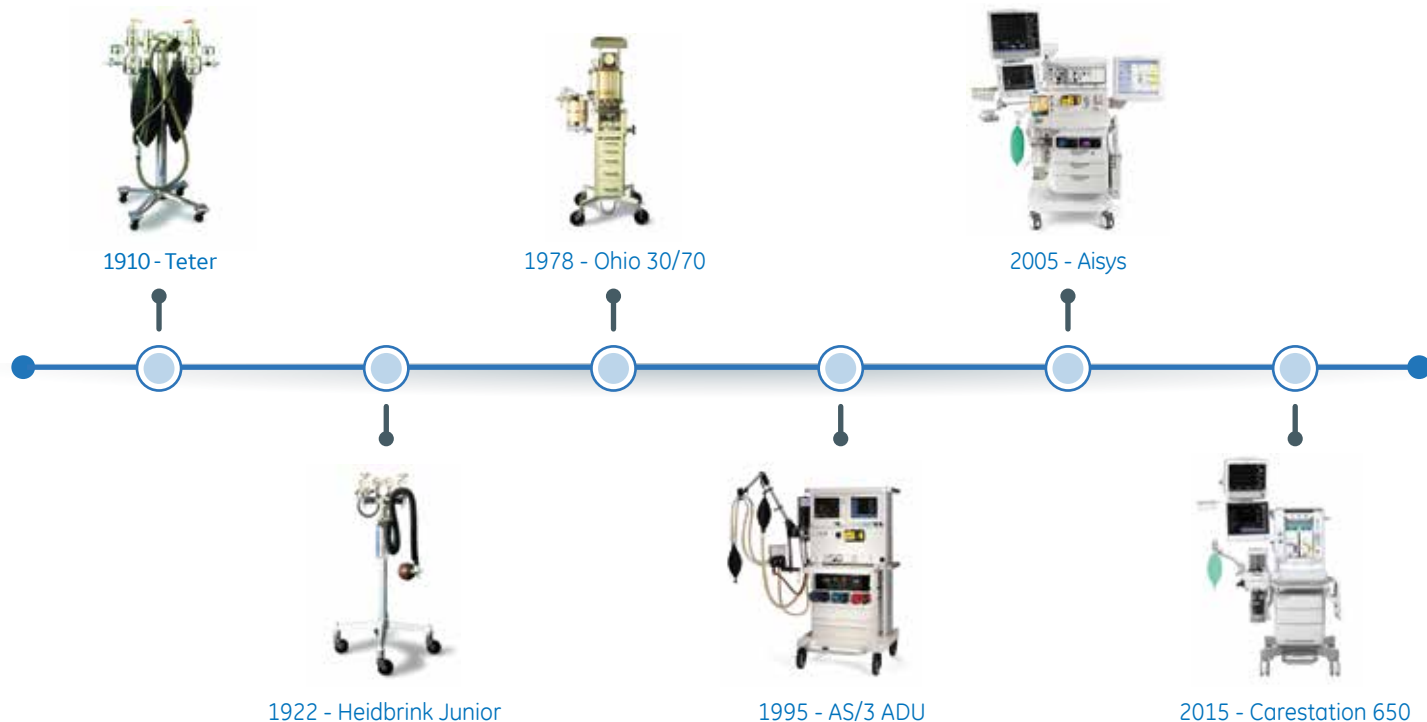 1910 - Teter
1978 - Ohio 30/70
2005 - Aisys
1922 - Heidbrink Junior
1995 - AS/3 ADU
2015 - Carestation 650